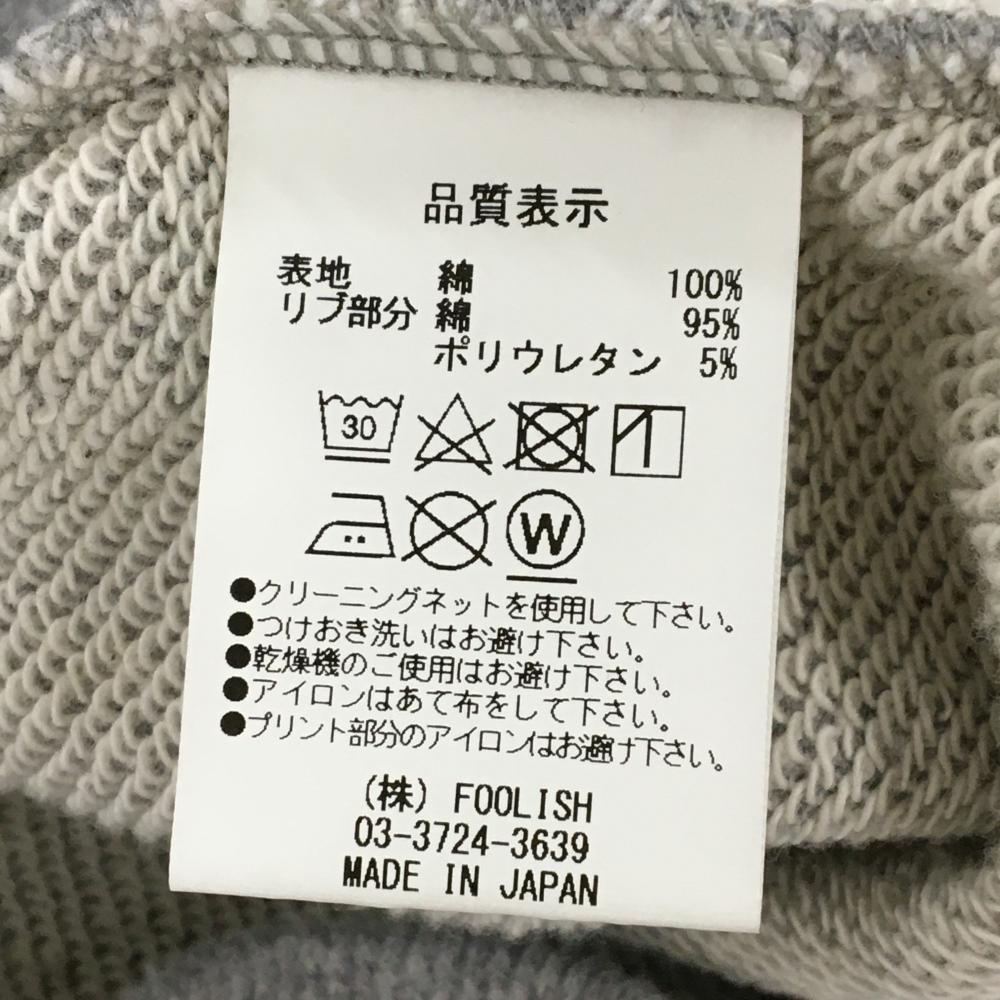 品質表示
表地 綿 100%
リブ部分 綿 95%
ポリウレタン 5%
30
W
●クリーニングネットを使用して下さい。
●つけおき洗いはお避け下さい。
●乾燥機のご使用はお避け下さい。
●アイロンはあて布をして下さい。
●プリント部分のアイロンはお避け下さい。
(株) FOOLISH
03-3724-3639
MADE IN JAPAN